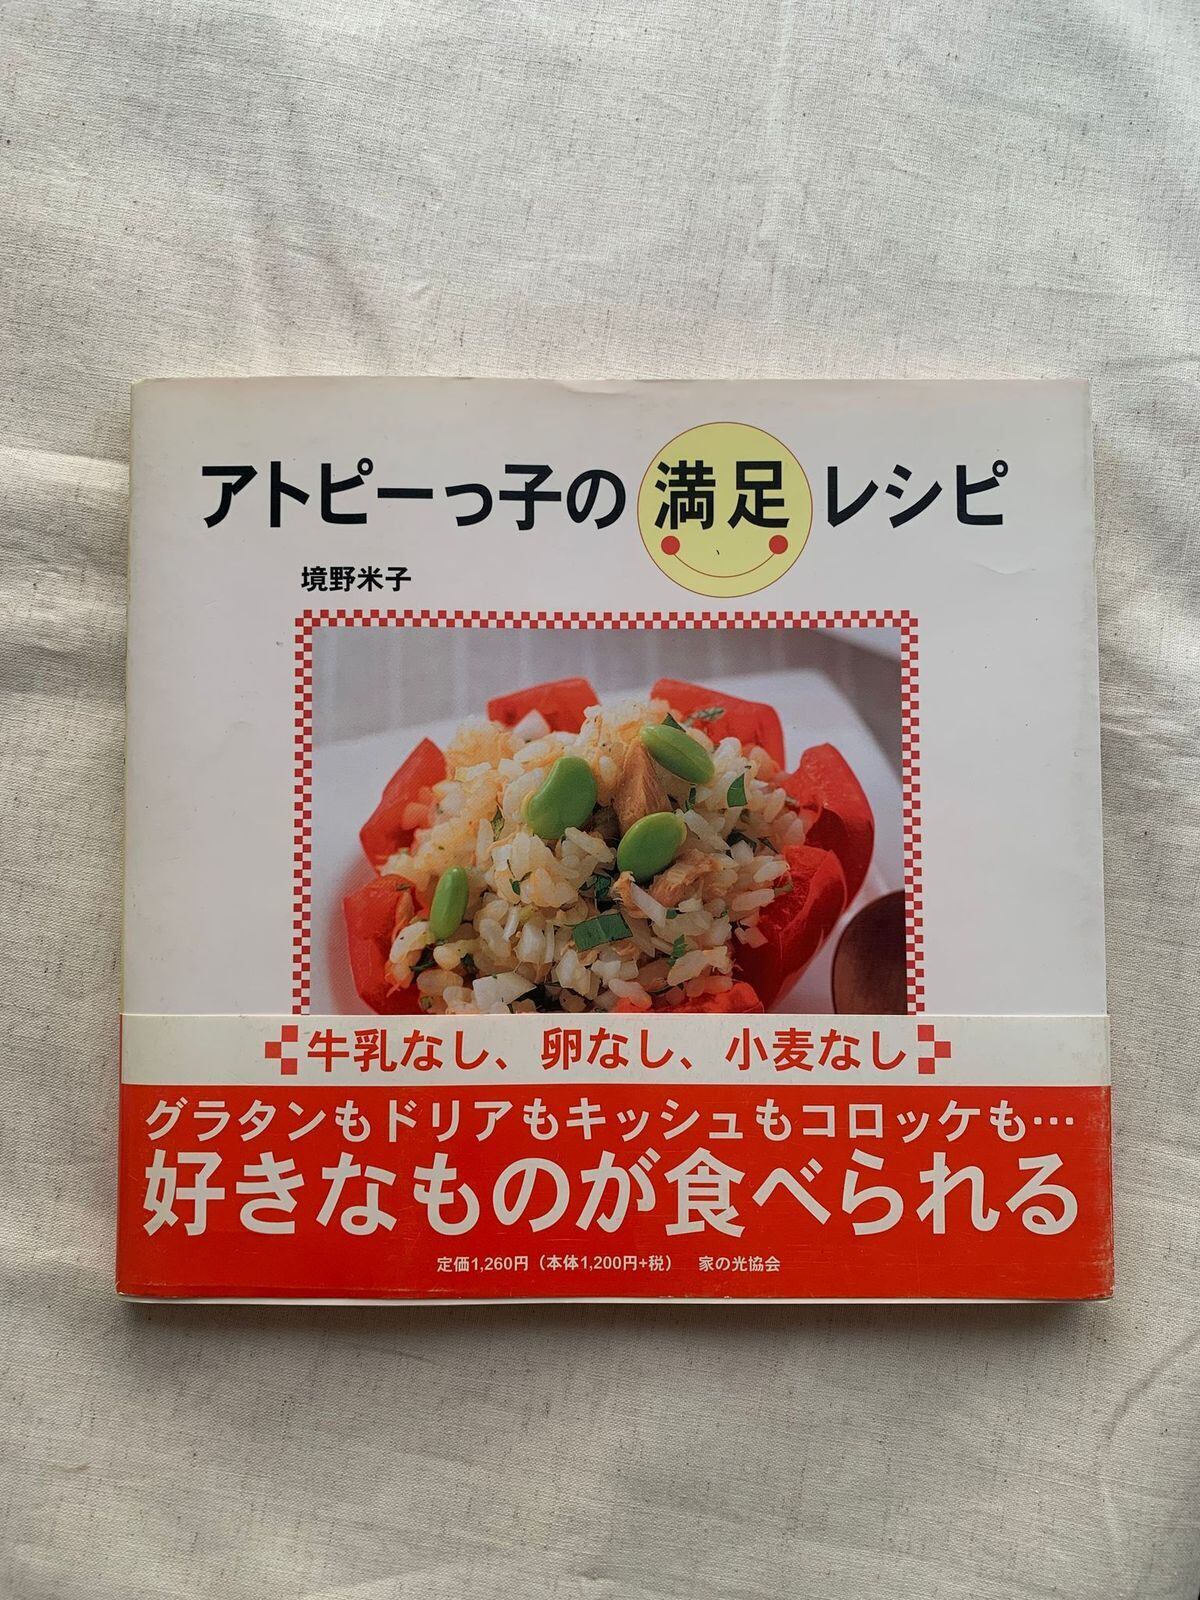 アトピーっ子の満足レシピ
境野米子
牛乳なし、卵なし、小麦なし
グラタンもドリアもキッシュもコロッケも…
好きなものが食べられる
定価1,260円（本体1,200円+税） 家の光協会